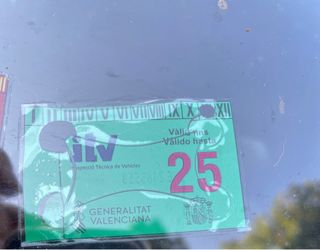 I II III IV V VI VII VIII IX X XII
itv
Inspecció Tècnica de Vehicles
Vàlid fins
Válido hasta
25
GENERALITAT
VALENCIANA